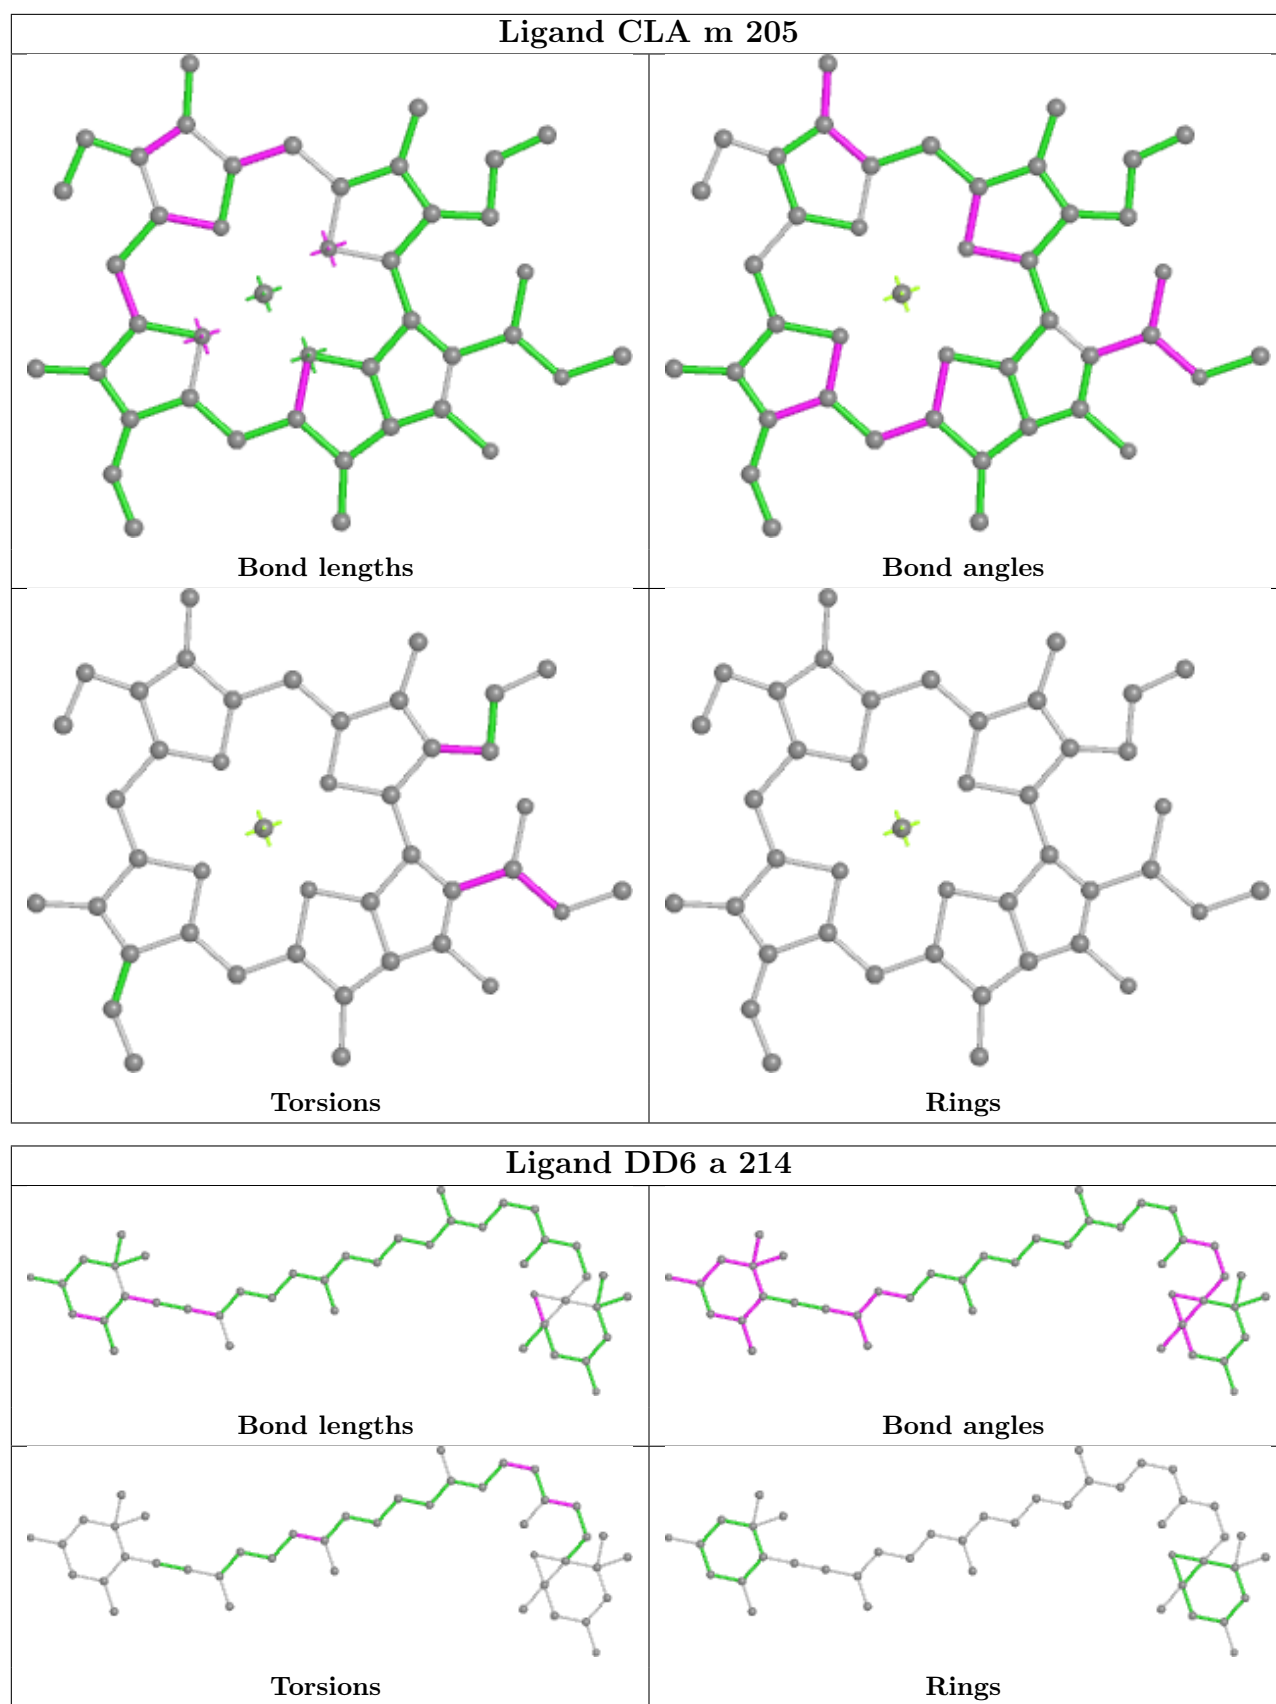 Ligand CLA m 205
Bond lengths
Bond angles
Torsions
Rings
Ligand DD6 a 214
Bond lengths
Bond angles
Torsions
Rings